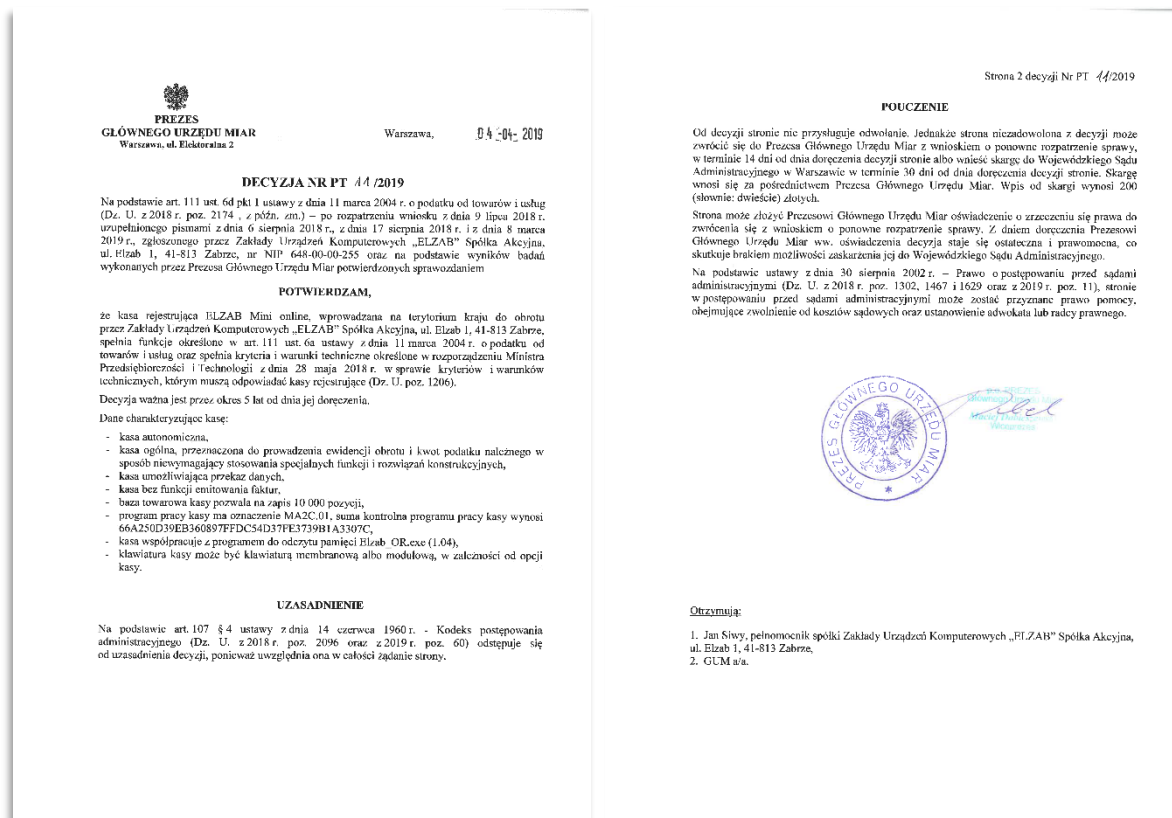 PREZES
GŁÓWNEGO URZĘDU MIAR
Warszawa, ul. Elektoralna 2
Warszawa, 04 -04- 2019
DECYZJA NR PT 11 /2019
Na podstawie art. 111 ust. 6d pkt 1 ustawy z dnia 11 marca 2004 r. o podatku od towarów i usług
(Dz. U. z 2018 r. poz. 2174 , z późn. zm.) – po rozpatrzeniu wniosku z dnia 9 lipca 2018 r.
uzupełnionego pismami z dnia 6 sierpnia 2018 r., z dnia 17 sierpnia 2018 r. i z dnia 8 marca
2019 r., zgłoszonego przez Zakłady Urządzeń Komputerowych „ELZAB” Spółka Akcyjna,
ul. Elzab 1, 41-813 Zabrze, nr NIP 648-00-00-255 oraz na podstawie wyników badań
wykonanych przez Prezesa Głównego Urzędu Miar potwierdzonych sprawozdaniem
POTWIERDZAM,
że kasa rejestrująca ELZAB Mini online, wprowadzana na terytorium kraju do obrotu
przez Zakłady Urządzeń Komputerowych „ELZAB” Spółka Akcyjna, ul. Elzab 1, 41-813 Zabrze,
spełnia funkcje określone w art. 111 ust. 6a ustawy z dnia 11 marca 2004 r. o podatku od
towarów i usług oraz spełnia kryteria i warunki techniczne określone w rozporządzeniu Ministra
Przedsiębiorczości i Technologii z dnia 28 maja 2018 r. w sprawie kryteriów i warunków
technicznych, którym muszą odpowiadać kasy rejestrujące (Dz. U. poz. 1206).
Decyzja ważna jest przez okres 5 lat od dnia jej doręczenia.
Dane charakteryzujące kasę:
- kasa autonomiczna,
- kasa ogólna, przeznaczona do prowadzenia ewidencji obrotu i kwot podatku należnego w
sposób niewymagający stosowania specjalnych funkcji i rozwiązań konstrukcyjnych,
- kasa umożliwiająca przekaz danych,
- kasa bez funkcji emitowania faktur,
- baza towarowa kasy pozwala na zapis 10 000 pozycji,
- program pracy kasy ma oznaczenie MA2C.01, suma kontrolna programu pracy kasy wynosi
66A250D39EB360897FFDC54D37FE3739B1A3307C,
- kasa współpracuje z programem do odczytu pamięci Elzab_OR.exe (1.04),
- klawiatura kasy może być klawiaturą membranową albo modułową, w zależności od opcji
kasy.
UZASADNIENIE
Na podstawie art. 107 § 4 ustawy z dnia 14 czerwca 1960 r. - Kodeks postępowania
administracyjnego (Dz. U. z 2018 r. poz. 2096 oraz z 2019 r. poz. 60) odstępuje się
od uzasadnienia decyzji, ponieważ uwzględnia ona w całości żądanie strony.
Strona 2 decyzji Nr PT 11/2019
POUCZENIE
Od decyzji stronie nie przysługuje odwołanie. Jednakże strona niezadowolona z decyzji może
zwrócić się do Prezesa Głównego Urzędu Miar z wnioskiem o ponowne rozpatrzenie sprawy,
w terminie 14 dni od dnia doręczenia decyzji stronie albo wnieść skargę do Wojewódzkiego Sądu
Administracyjnego w Warszawie w terminie 30 dni od dnia doręczenia decyzji stronie. Skargę
wnosi się za pośrednictwem Prezesa Głównego Urzędu Miar. Wpis od skargi wynosi 200
(słownie: dwieście) złotych.
Strona może złożyć Prezesowi Głównego Urzędu Miar oświadczenie o zrzeczeniu się prawa do
zwrócenia się z wnioskiem o ponowne rozpatrzenie sprawy. Z dniem doręczenia Prezesowi
Głównego Urzędu Miar ww. oświadczenia decyzja staje się ostateczna i prawomocna, co
skutkuje brakiem możliwości zaskarżenia jej do Wojewódzkiego Sądu Administracyjnego.
Na podstawie ustawy z dnia 30 sierpnia 2002 r. – Prawo o postępowaniu przed sądami
administracyjnymi (Dz. U. z 2018 r. poz. 1302, 1467 i 1629 oraz z 2019 r. poz. 11), stronie
w postępowaniu przed sądami administracyjnymi może zostać przyznane prawo pomocy,
obejmujące zwolnienie od kosztów sądowych oraz ustanowienie adwokata lub radcy prawnego.
PREZES GŁÓWNEGO URZĘDU MIAR
p.o. PREZESA
Głównego Urzędu Miar
Wiceprezes
Otrzymują:
1. Jan Siwy, pełnomocnik spółki Zakłady Urządzeń Komputerowych „ELZAB” Spółka Akcyjna,
ul. Elzab 1, 41-813 Zabrze,
2. GUM a/a.